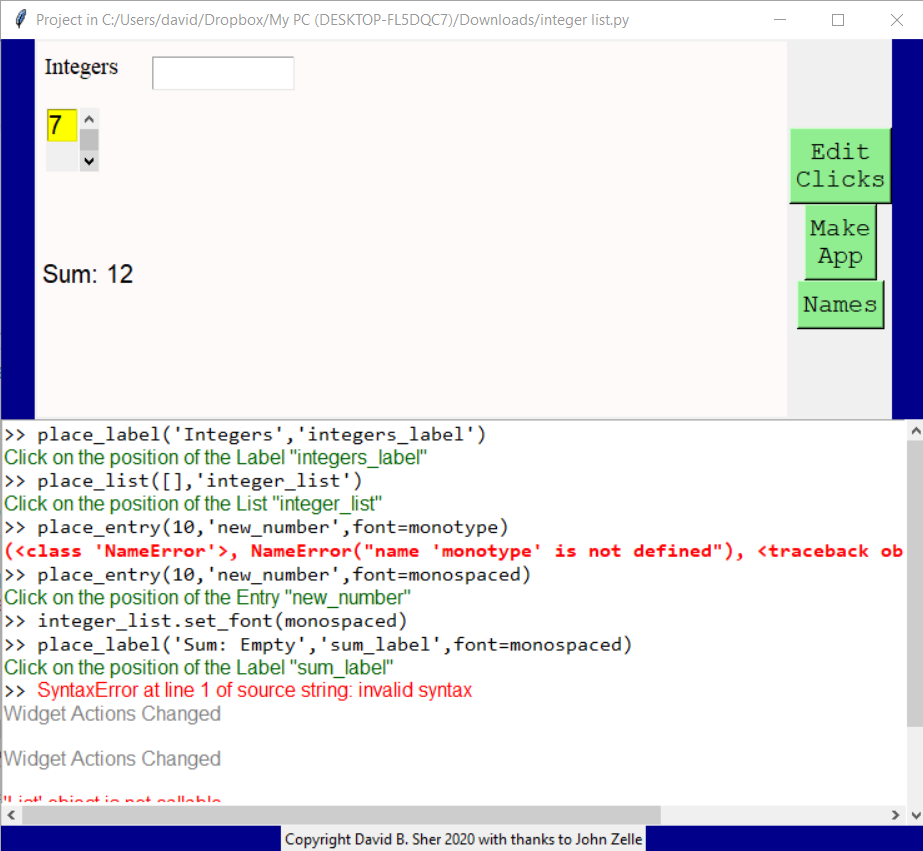 Project in C:/Users/david/Dropbox/My PC (DESKTOP-FL5DQC7)/Downloads/integer list.py
Integers
7
Edit
Clicks
Make
App
Names
Sum: 12
>> place_label('Integers','integers_label')
Click on the position of the Label "integers_label"
>> place_list([],'integer_list')
Click on the position of the List "integer_list"
>> place_entry(10,'new_number',font=monotype)
(<class 'NameError'>, NameError("name 'monotype' is not defined"), <traceback ob
>> place_entry(10,'new_number',font=monospaced)
Click on the position of the Entry "new_number"
>> integer_list.set_font(monospaced)
>> place_label('Sum: Empty','sum_label',font=monospaced)
Click on the position of the Label "sum_label"
>> SyntaxError at line 1 of source string: invalid syntax
Widget Actions Changed
Widget Actions Changed
'List' object is not callable
Copyright David B. Sher 2020 with thanks to John Zelle